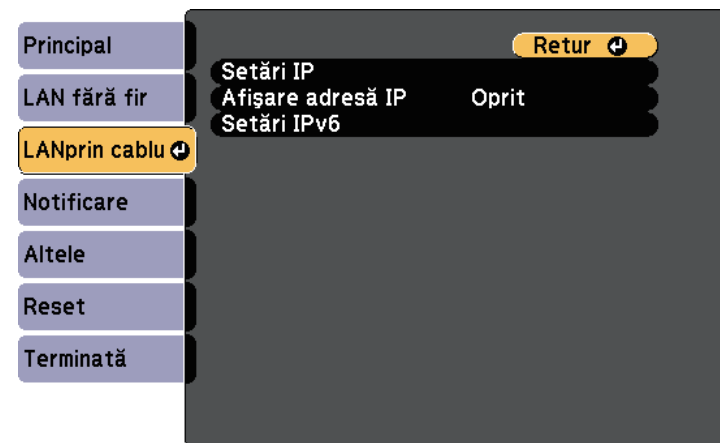 Principal
LAN fără fir
LANprin cablu
Notificare
Altele
Reset
Terminată
Retur
Setări IP
Afişare adresă IP Oprit
Setări IPv6